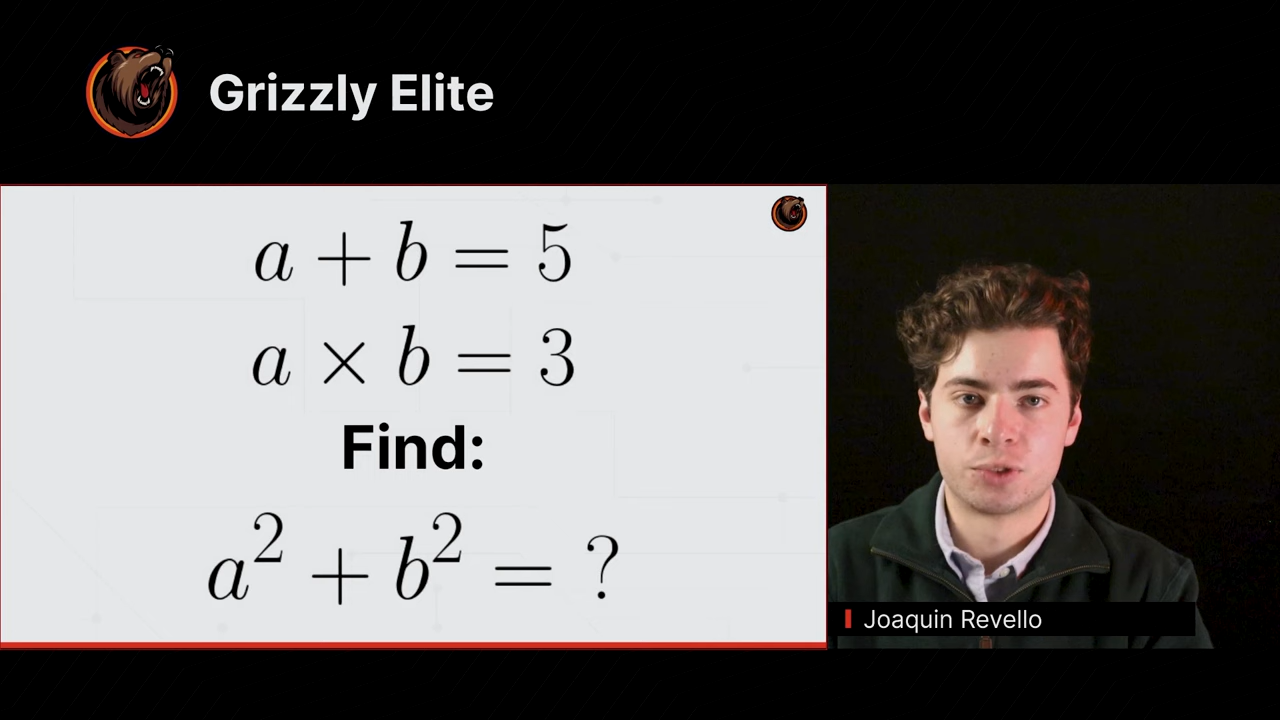 Grizzly Elite
a + b = 5
a × b = 3
Find:
a² + b² = ?
Joaquin Revello